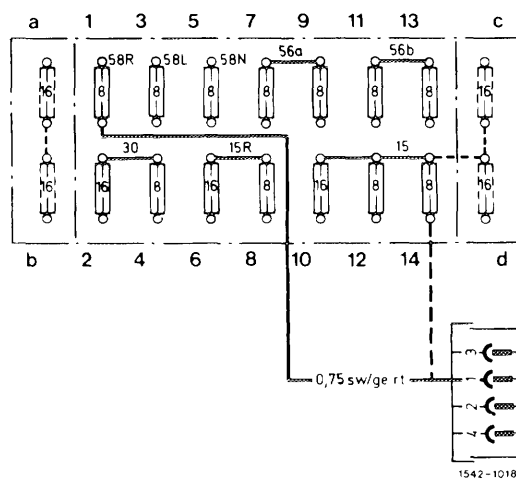 a 1 3 5 7 9 11 13 c
58R 58L 58N 56a 56b
16 8 8 8 8 8 8 8 16
30 15R 15
16 16 8 16 8 16 8 8 16
b 2 4 6 8 10 12 14 d
0,75 sw/ge rt
3
1
2
4
1542-1018